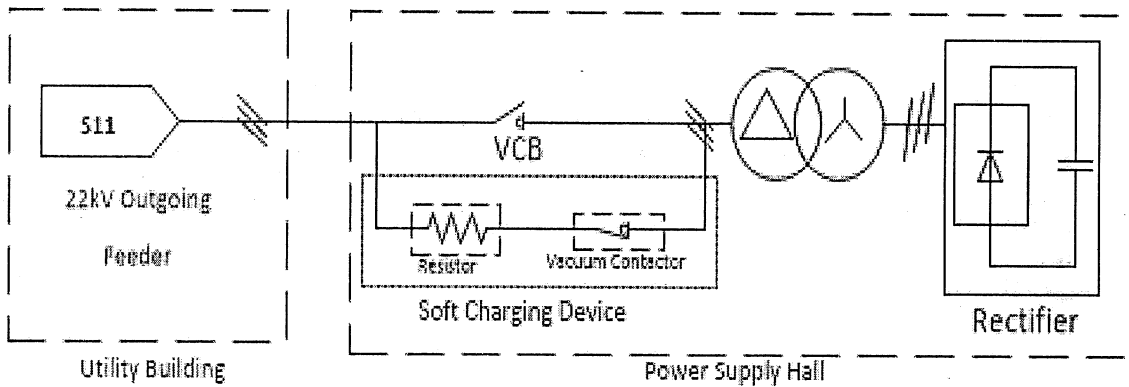 511
22kV Outgoing
Feeder
VCB
Resistor
Vacuum Contactor
Soft Charging Device
Rectifier
Utility Building
Power Supply Hall